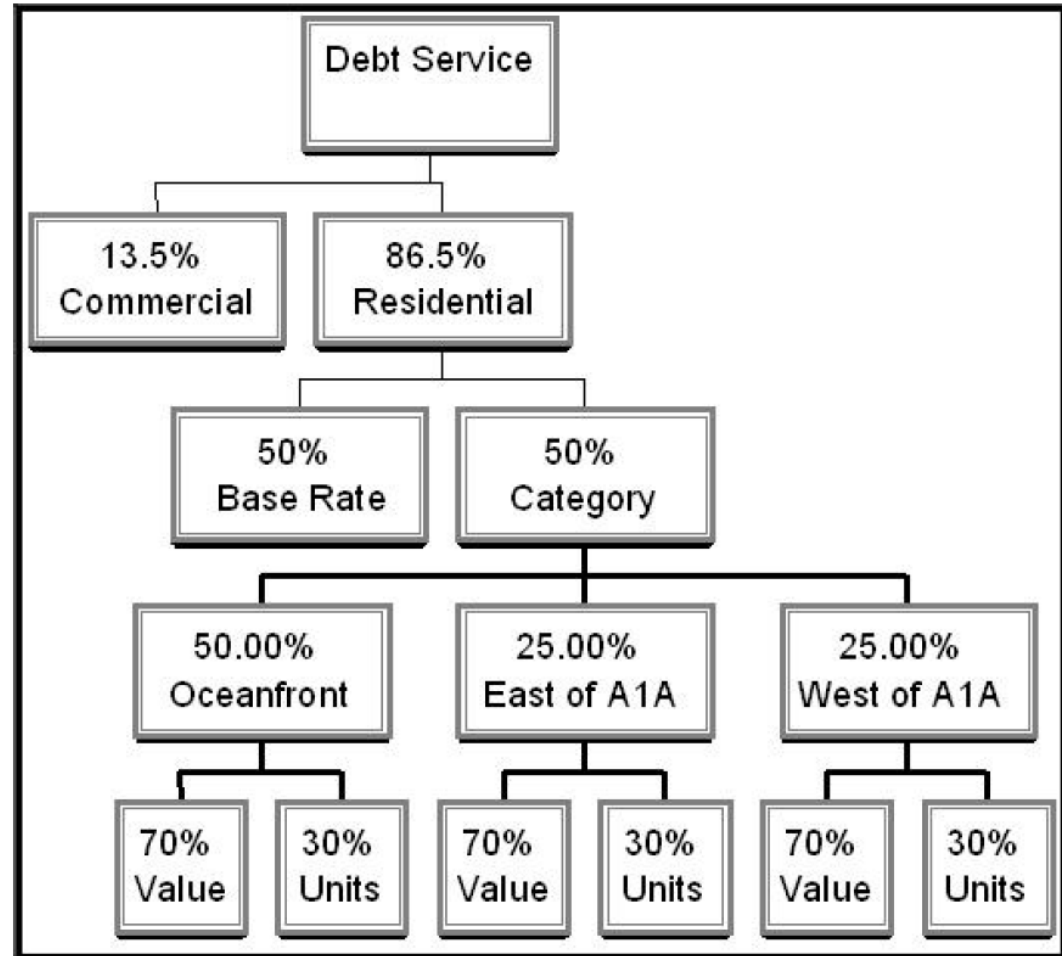 Debt Service
13.5%
Commercial
86.5%
Residential
50%
Base Rate
50%
Category
50.00%
Oceanfront
25.00%
East of A1A
25.00%
West of A1A
70%
Value
30%
Units
70%
Value
30%
Units
70%
Value
30%
Units